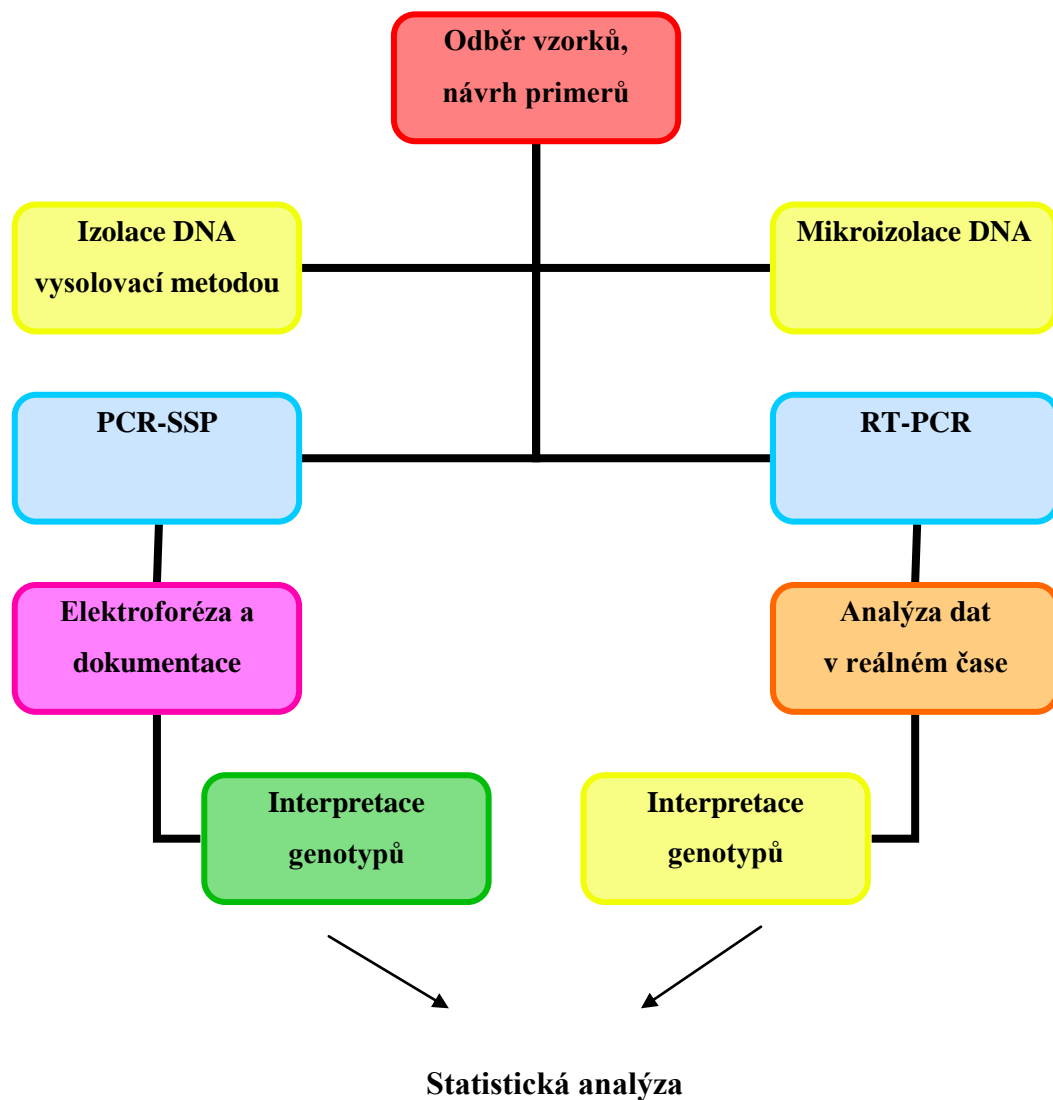 Odběr vzorků,
návrh primerů
Izolace DNA
vysolovací metodou
Mikroizolace DNA
PCR-SSP
RT-PCR
Elektroforéza a
dokumentace
Analýza dat
v reálném čase
Interpretace
genotypů
Interpretace
genotypů
Statistická analýza